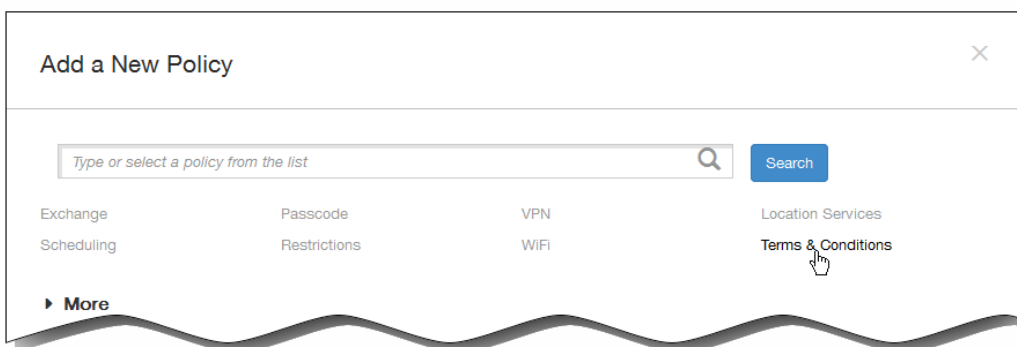 Add a New Policy
Type or select a policy from the list
Search
Exchange Passcode VPN Location Services
Scheduling Restrictions WiFi Terms & Conditions
More